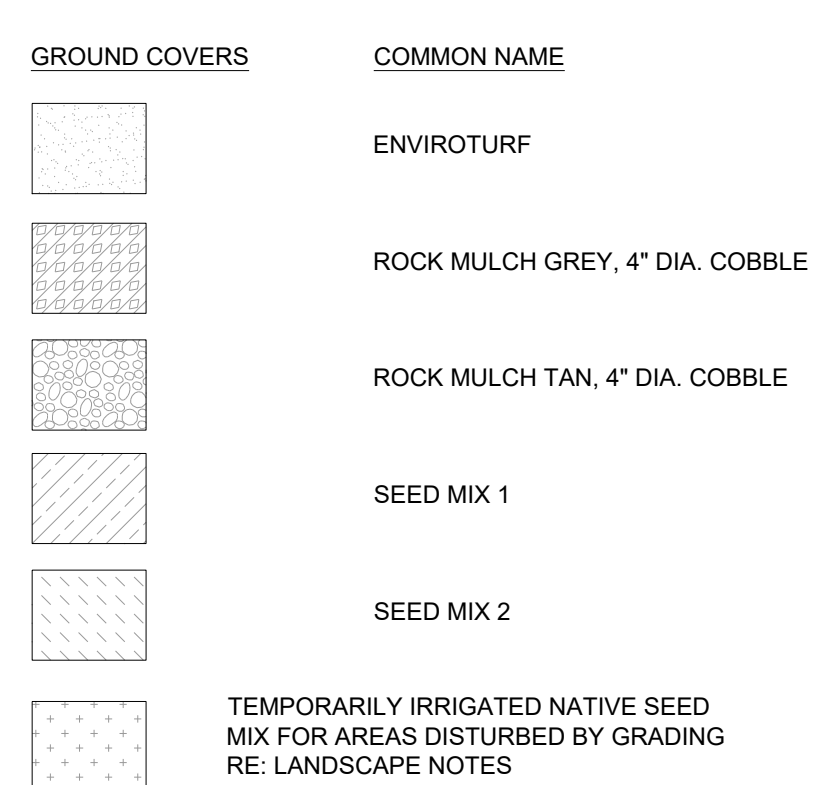 GROUND COVERS COMMON NAME
ENVIROTURF
ROCK MULCH GREY, 4" DIA. COBBLE
ROCK MULCH TAN, 4" DIA. COBBLE
SEED MIX 1
SEED MIX 2
TEMPORARILY IRRIGATED NATIVE SEED
MIX FOR AREAS DISTURBED BY GRADING
RE: LANDSCAPE NOTES